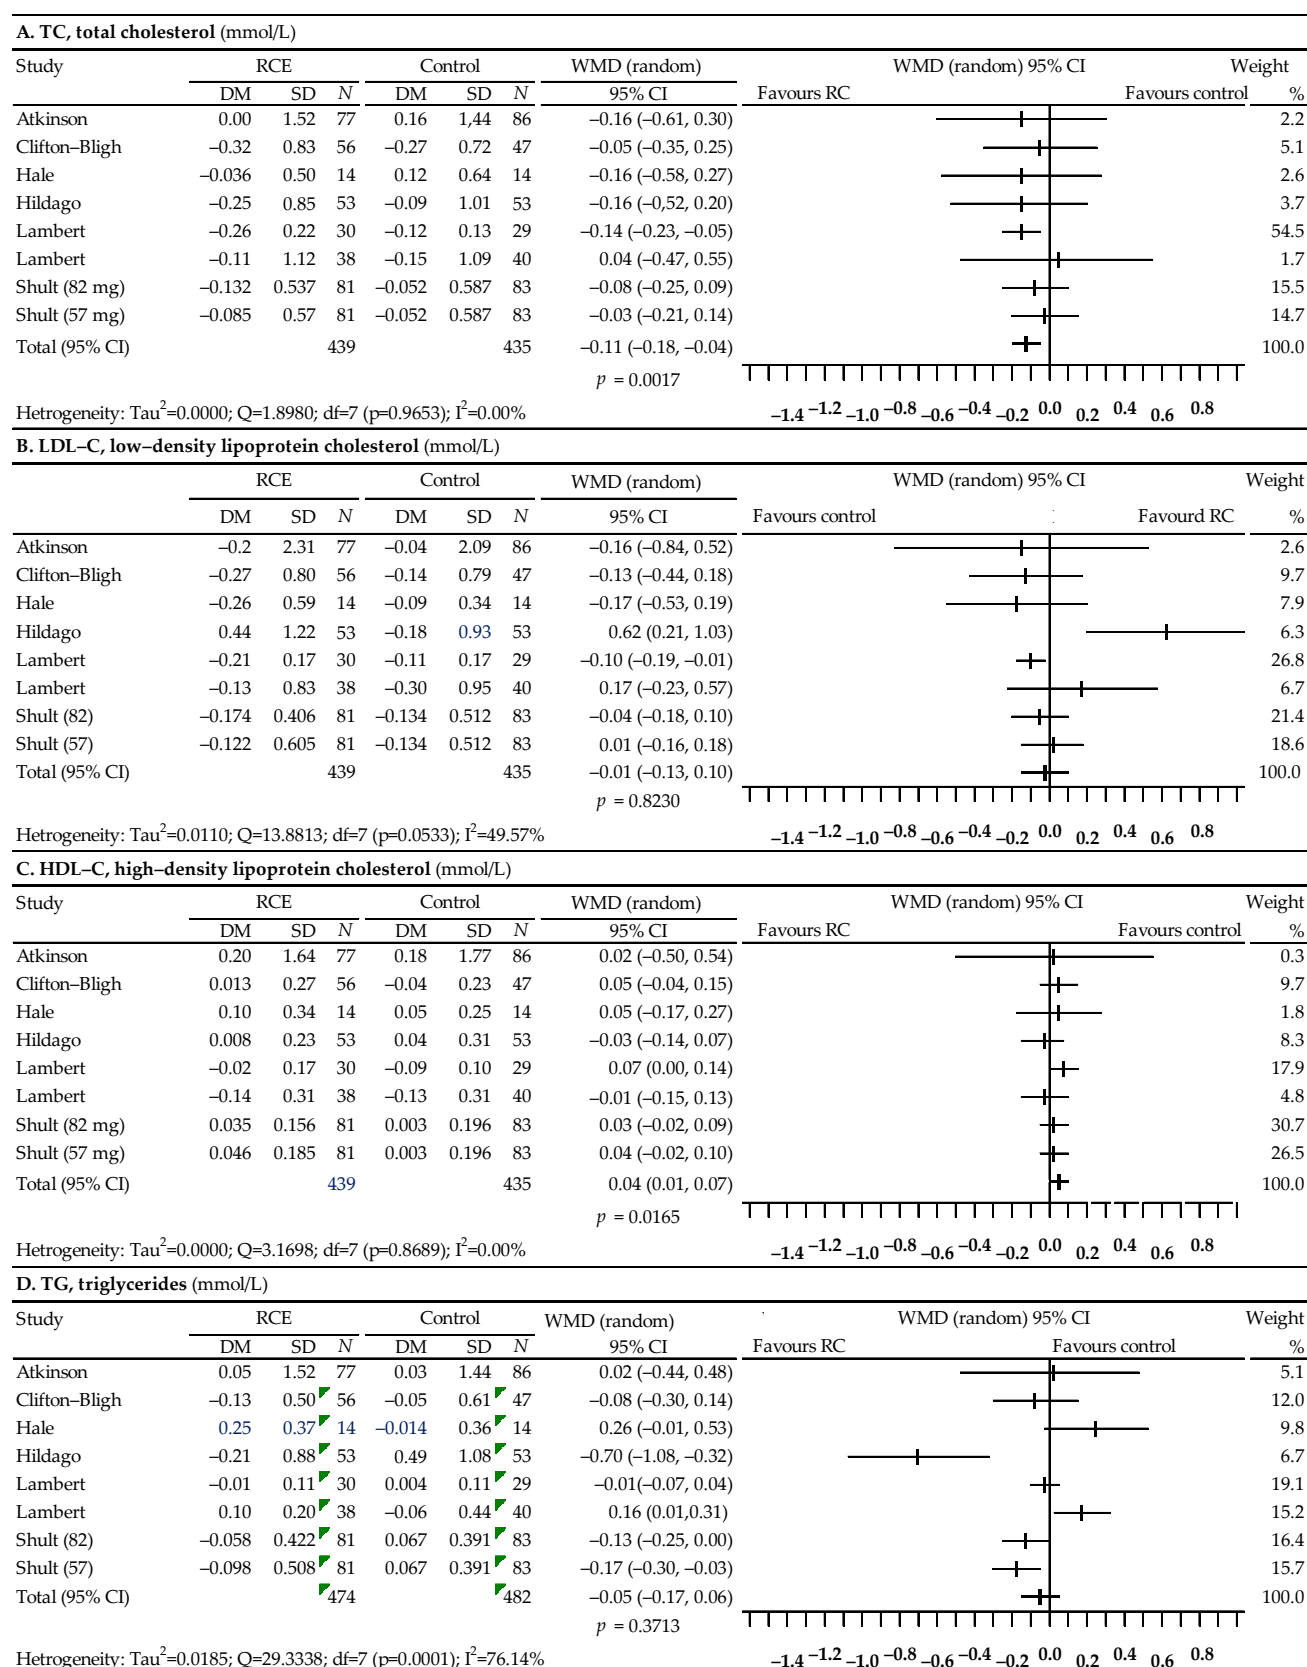 A. TC, total cholesterol (mmol/L)
Study RCE Control WMD (random) WMD (random) 95% CI Weight
DM SD N DM SD N 95% CI Favours RC Favours control %
Atkinson 0.00 1.52 77 0.16 1,44 86 –0.16 (–0.61, 0.30) 2.2
Clifton–Bligh –0.32 0.83 56 –0.27 0.72 47 –0.05 (–0.35, 0.25) 5.1
Hale –0.036 0.50 14 0.12 0.64 14 –0.16 (–0.58, 0.27) 2.6
Hildago –0.25 0.85 53 –0.09 1.01 53 –0.16 (–0,52, 0.20) 3.7
Lambert –0.26 0.22 30 –0.12 0.13 29 –0.14 (–0.23, –0.05) 54.5
Lambert –0.11 1.12 38 –0.15 1.09 40 0.04 (–0.47, 0.55) 1.7
Shult (82 mg) –0.132 0.537 81 –0.052 0.587 83 –0.08 (–0.25, 0.09) 15.5
Shult (57 mg) –0.085 0.57 81 –0.052 0.587 83 –0.03 (–0.21, 0.14) 14.7
Total (95% CI) 439 435 –0.11 (–0.18, –0.04) 100.0
p = 0.0017
Hetrogeneity: Tau²=0.0000; Q=1.8980; df=7 (p=0.9653); I²=0.00% –1.4 –1.2 –1.0 –0.8 –0.6 –0.4 –0.2 0.0 0.2 0.4 0.6 0.8
B. LDL–C, low–density lipoprotein cholesterol (mmol/L)
RCE Control WMD (random) WMD (random) 95% CI Weight
DM SD N DM SD N 95% CI Favours control Favourd RC %
Atkinson –0.2 2.31 77 –0.04 2.09 86 –0.16 (–0.84, 0.52) 2.6
Clifton–Bligh –0.27 0.80 56 –0.14 0.79 47 –0.13 (–0.44, 0.18) 9.7
Hale –0.26 0.59 14 –0.09 0.34 14 –0.17 (–0.53, 0.19) 7.9
Hildago 0.44 1.22 53 –0.18 0.93 53 0.62 (0.21, 1.03) 6.3
Lambert –0.21 0.17 30 –0.11 0.17 29 –0.10 (–0.19, –0.01) 26.8
Lambert –0.13 0.83 38 –0.30 0.95 40 0.17 (–0.23, 0.57) 6.7
Shult (82) –0.174 0.406 81 –0.134 0.512 83 –0.04 (–0.18, 0.10) 21.4
Shult (57) –0.122 0.605 81 –0.134 0.512 83 0.01 (–0.16, 0.18) 18.6
Total (95% CI) 439 435 –0.01 (–0.13, 0.10) 100.0
p = 0.8230
Hetrogeneity: Tau²=0.0110; Q=13.8813; df=7 (p=0.0533); I²=49.57% –1.4 –1.2 –1.0 –0.8 –0.6 –0.4 –0.2 0.0 0.2 0.4 0.6 0.8
C. HDL–C, high–density lipoprotein cholesterol (mmol/L)
Study RCE Control WMD (random) WMD (random) 95% CI Weight
DM SD N DM SD N 95% CI Favours RC Favours control %
Atkinson 0.20 1.64 77 0.18 1.77 86 0.02 (–0.50, 0.54) 0.3
Clifton–Bligh 0.013 0.27 56 –0.04 0.23 47 0.05 (–0.04, 0.15) 9.7
Hale 0.10 0.34 14 0.05 0.25 14 0.05 (–0.17, 0.27) 1.8
Hildago 0.008 0.23 53 0.04 0.31 53 –0.03 (–0.14, 0.07) 8.3
Lambert –0.02 0.17 30 –0.09 0.10 29 0.07 (0.00, 0.14) 17.9
Lambert –0.14 0.31 38 –0.13 0.31 40 –0.01 (–0.15, 0.13) 4.8
Shult (82 mg) 0.035 0.156 81 0.003 0.196 83 0.03 (–0.02, 0.09) 30.7
Shult (57 mg) 0.046 0.185 81 0.003 0.196 83 0.04 (–0.02, 0.10) 26.5
Total (95% CI) 439 435 0.04 (0.01, 0.07) 100.0
p = 0.0165
Hetrogeneity: Tau²=0.0000; Q=3.1698; df=7 (p=0.8689); I²=0.00% –1.4 –1.2 –1.0 –0.8 –0.6 –0.4 –0.2 0.0 0.2 0.4 0.6 0.8
D. TG, triglycerides (mmol/L)
Study RCE Control WMD (random) WMD (random) 95% CI Weight
DM SD N DM SD N 95% CI Favours RC Favours control %
Atkinson 0.05 1.52 77 0.03 1.44 86 0.02 (–0.44, 0.48) 5.1
Clifton–Bligh –0.13 0.50 56 –0.05 0.61 47 –0.08 (–0.30, 0.14) 12.0
Hale 0.25 0.37 14 –0.014 0.36 14 0.26 (–0.01, 0.53) 9.8
Hildago –0.21 0.88 53 0.49 1.08 53 –0.70 (–1.08, –0.32) 6.7
Lambert –0.01 0.11 30 0.004 0.11 29 –0.01(–0.07, 0.04) 19.1
Lambert 0.10 0.20 38 –0.06 0.44 40 0.16 (0.01,0.31) 15.2
Shult (82) –0.058 0.422 81 0.067 0.391 83 –0.13 (–0.25, 0.00) 16.4
Shult (57) –0.098 0.508 81 0.067 0.391 83 –0.17 (–0.30, –0.03) 15.7
Total (95% CI) 474 482 –0.05 (–0.17, 0.06) 100.0
p = 0.3713
Hetrogeneity: Tau²=0.0185; Q=29.3338; df=7 (p=0.0001); I²=76.14% –1.4 –1.2 –1.0 –0.8 –0.6 –0.4 –0.2 0.0 0.2 0.4 0.6 0.8